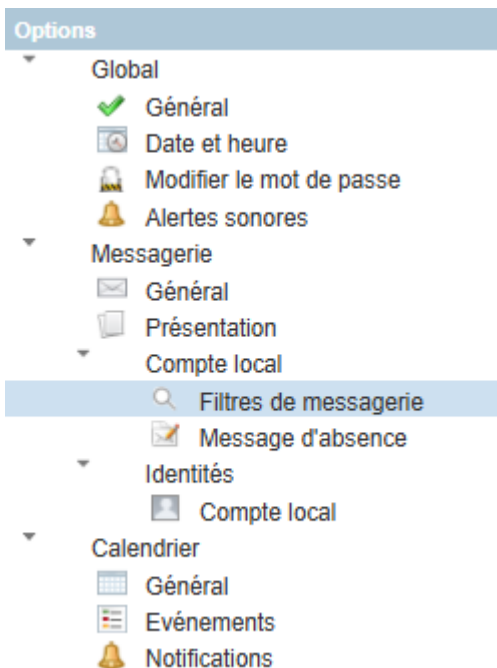 Options
Global
Général
Date et heure
Modifier le mot de passe
Alertes sonores
Messagerie
Général
Présentation
Compte local
Filtres de messagerie
Message d'absence
Identités
Compte local
Calendrier
Général
Evénements
Notifications